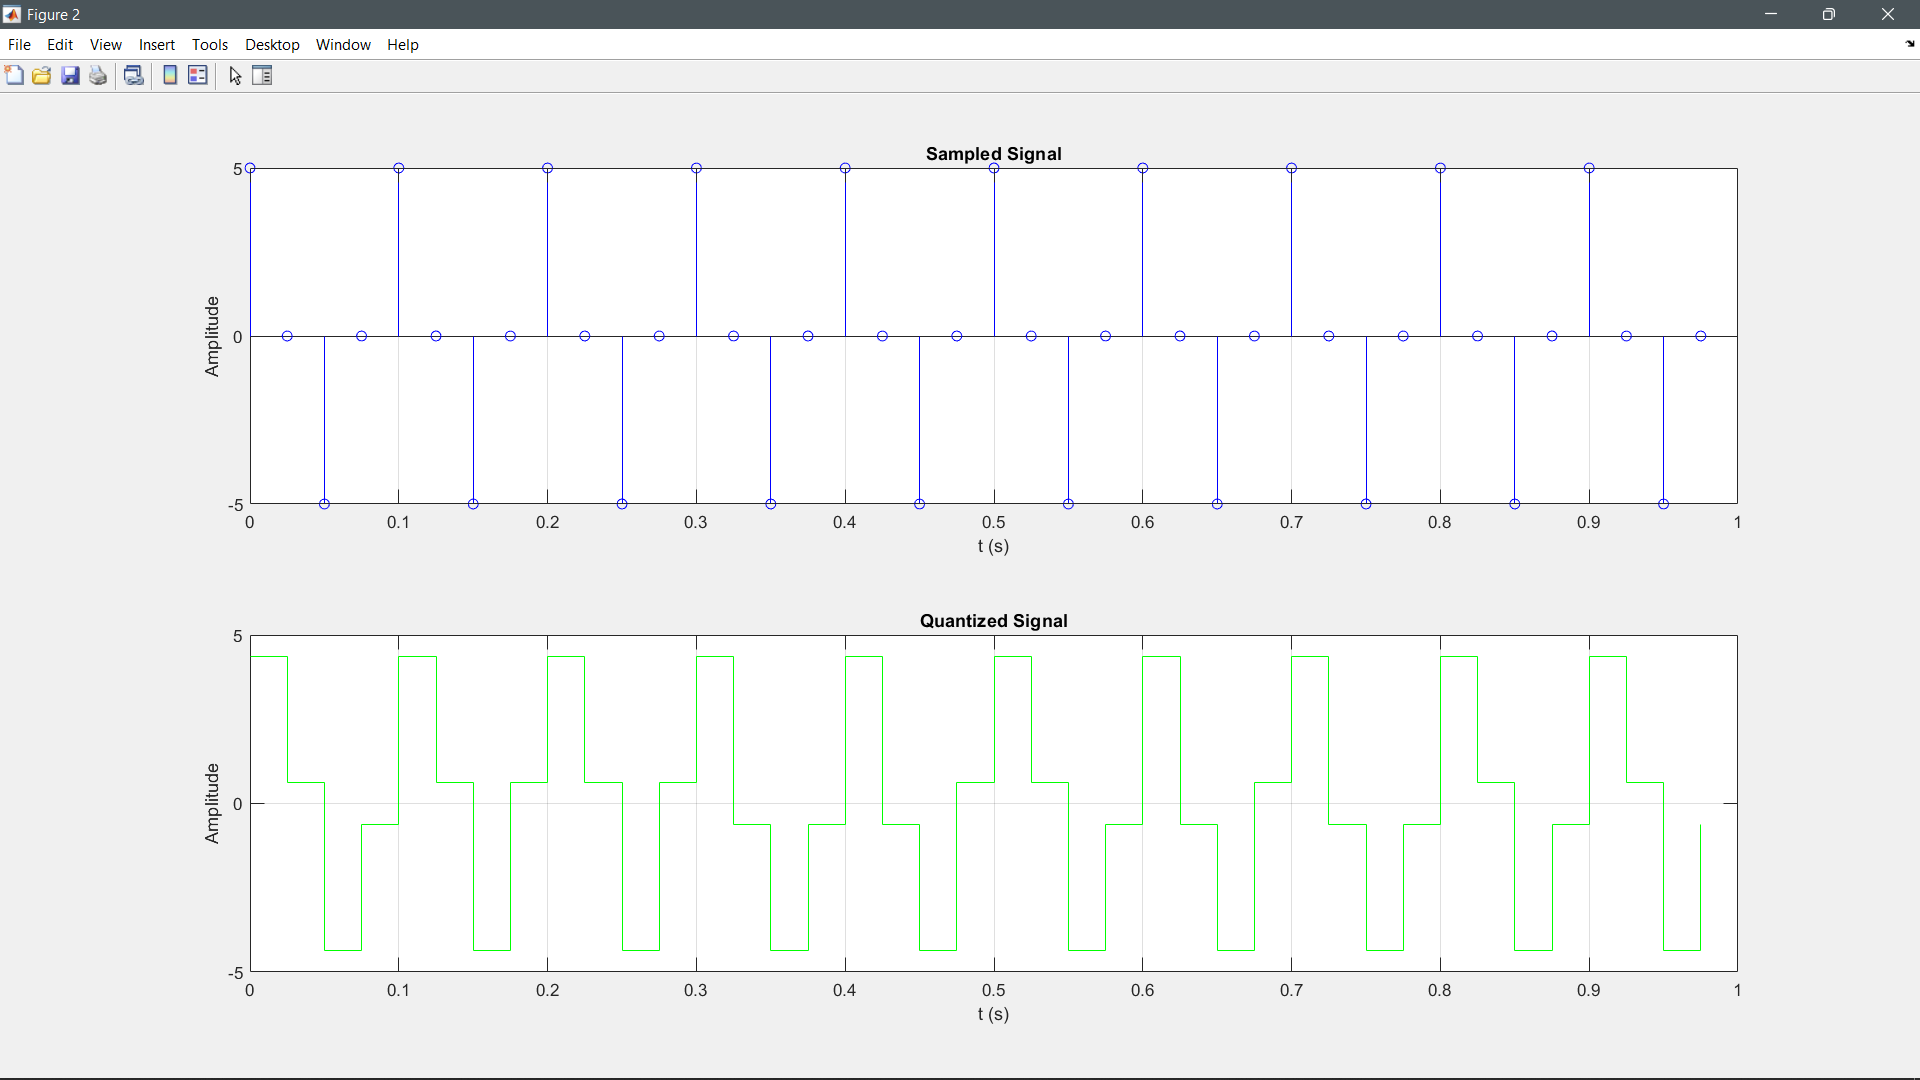 Figure 2
File Edit View Insert Tools Desktop Window Help
Sampled Signal
5
0
-5
Amplitude
0 0.1 0.2 0.3 0.4 0.5 0.6 0.7 0.8 0.9 1
t (s)
Quantized Signal
5
0
-5
Amplitude
0 0.1 0.2 0.3 0.4 0.5 0.6 0.7 0.8 0.9 1
t (s)